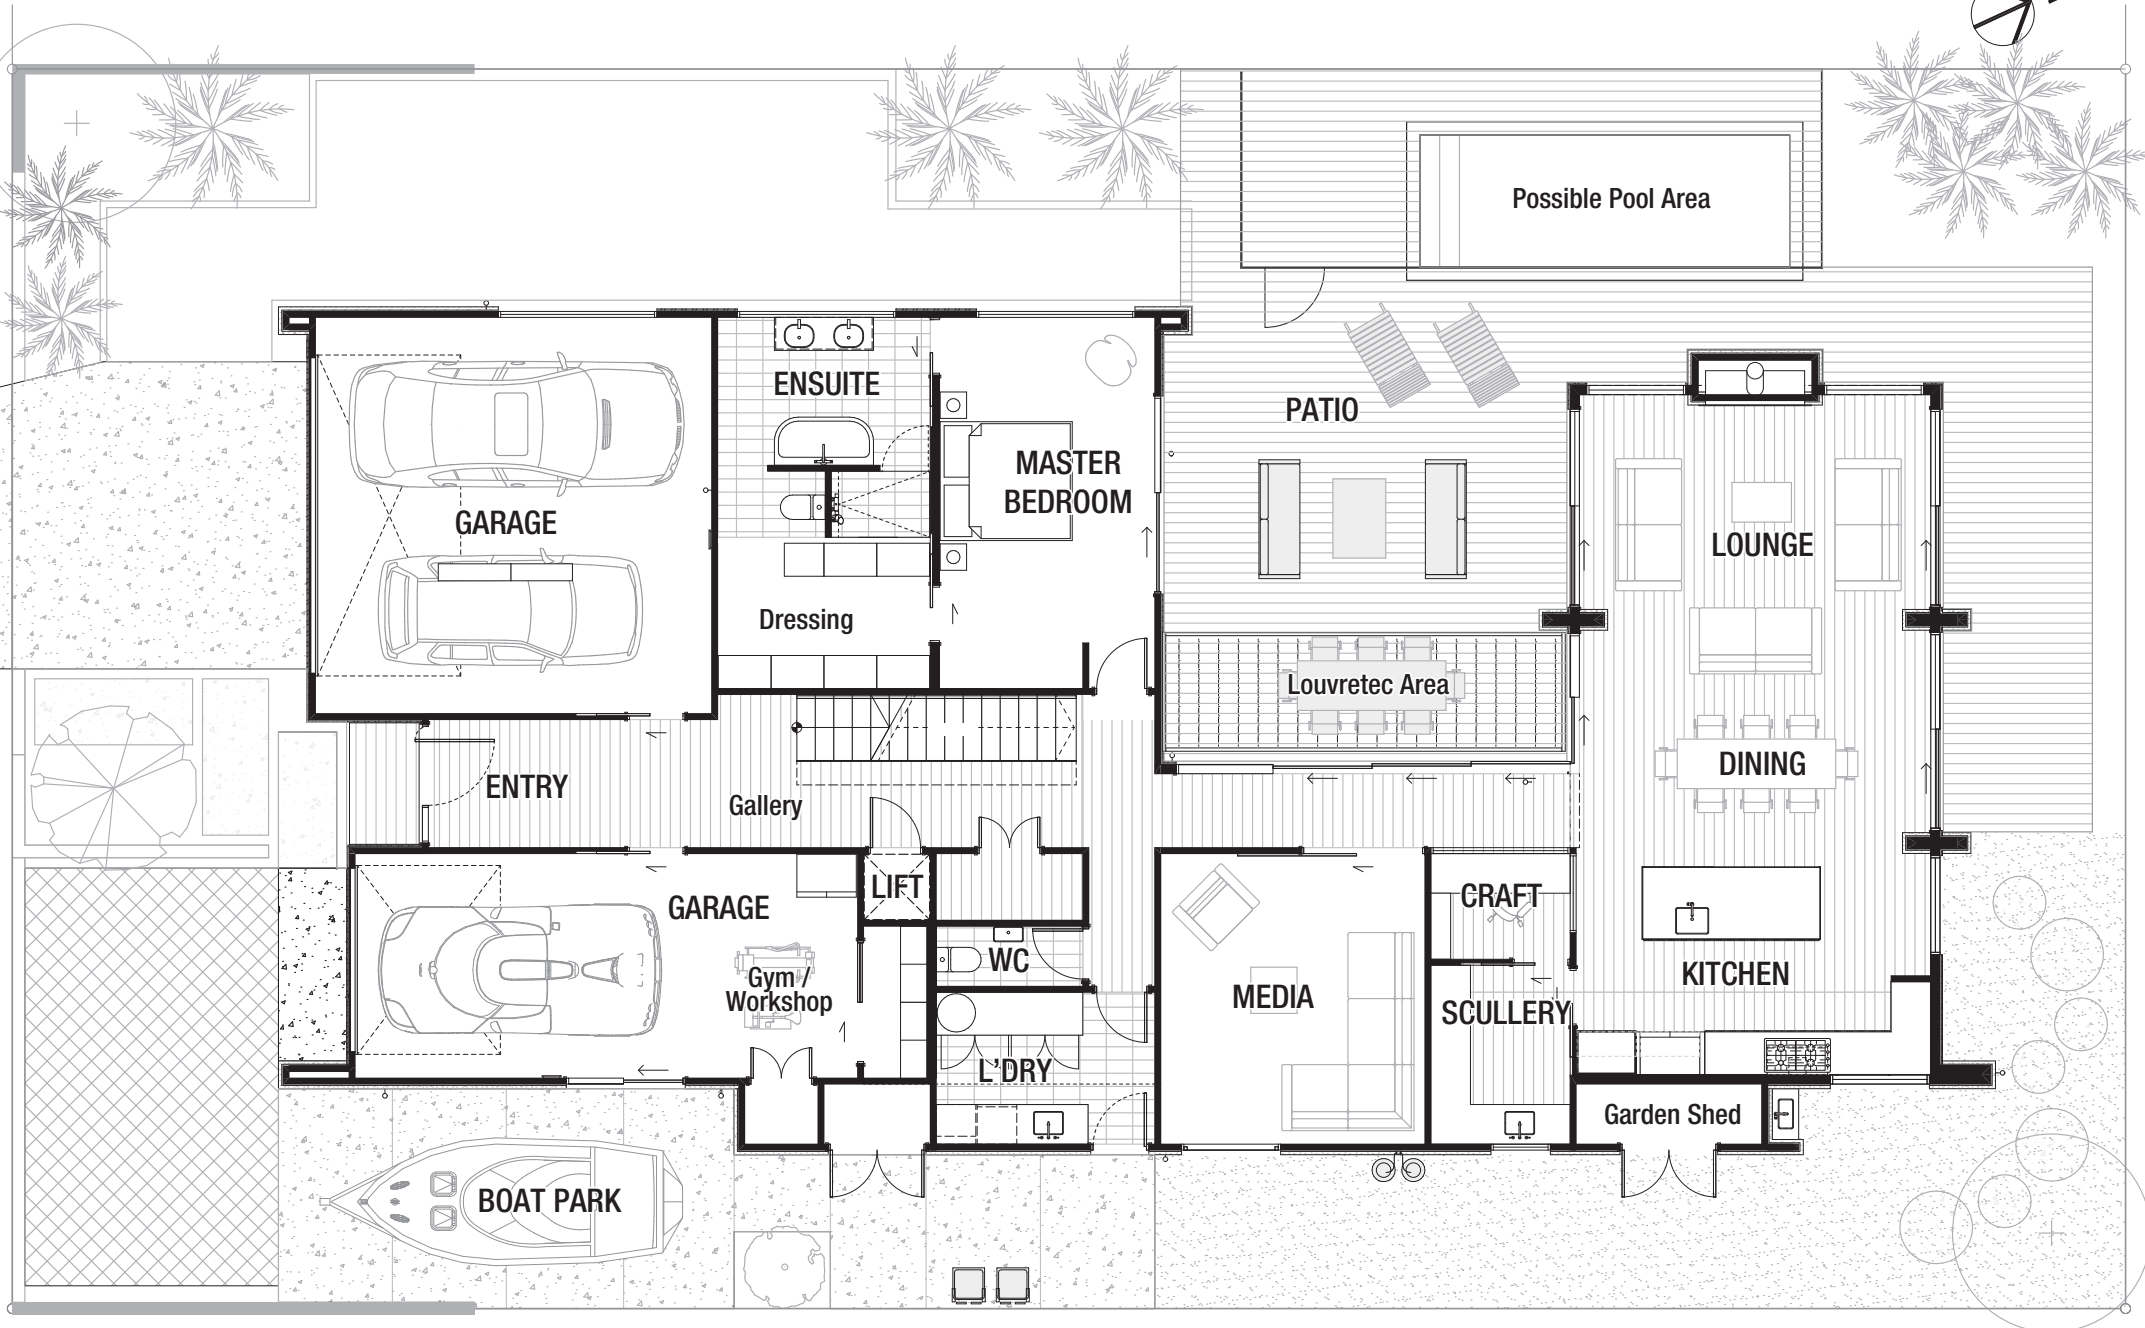 Possible Pool Area
ENSUITE
PATIO
MASTER
BEDROOM
GARAGE
LOUNGE
Dressing
Louvretec Area
DINING
ENTRY
Gallery
LIFT
CRAFT
GARAGE
WC
KITCHEN
Gym /
Workshop
MEDIA
SCULLERY
L'DRY
Garden Shed
BOAT PARK